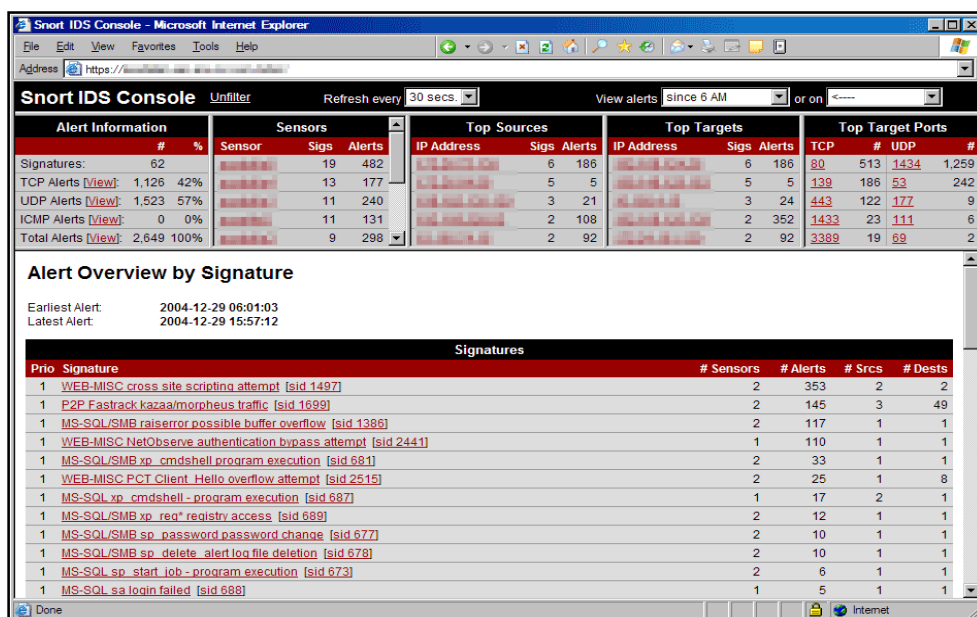 Snort IDS Console - Microsoft Internet Explorer
File Edit View Favorites Tools Help
Address https://
Snort IDS Console Unfilter Refresh every 30 secs. View alerts since 6 AM or on <----
Alert Information Sensors Top Sources Top Targets Top Target Ports
# % Sensor Sigs Alerts IP Address Sigs Alerts IP Address Sigs Alerts TCP # UDP #
Signatures: 62 19 482 6 186 6 186 80 513 1434 1,259
TCP Alerts [View]: 1,126 42% 13 177 5 5 5 5 139 186 53 242
UDP Alerts [View]: 1,523 57% 11 240 3 21 3 24 443 122 177 9
ICMP Alerts [View]: 0 0% 11 131 2 108 2 352 1433 23 111 6
Total Alerts [View]: 2,649 100% 9 298 2 92 2 92 3389 19 69 2
Alert Overview by Signature
Earliest Alert: 2004-12-29 06:01:03
Latest Alert: 2004-12-29 15:57:12
Signatures
Prio Signature # Sensors # Alerts # Srcs # Dests
1 WEB-MISC cross site scripting attempt [sid 1497] 2 353 2 2
1 P2P Fastrack kazaa/morpheus traffic [sid 1699] 2 145 3 49
1 MS-SQL/SMB raiserror possible buffer overflow [sid 1386] 2 117 1 1
1 WEB-MISC NetObserve authentication bypass attempt [sid 2441] 1 110 1 1
1 MS-SQL/SMB xp_cmdshell program execution [sid 681] 2 33 1 1
1 WEB-MISC PCT Client_Hello overflow attempt [sid 2515] 2 25 1 8
1 MS-SQL xp_cmdshell - program execution [sid 687] 1 17 2 1
1 MS-SQL/SMB xp_reg* registry access [sid 689] 2 12 1 1
1 MS-SQL/SMB sp_password password change [sid 677] 2 10 1 1
1 MS-SQL/SMB sp_delete_alert log file deletion [sid 678] 2 10 1 1
1 MS-SQL sp_start_job - program execution [sid 673] 2 6 1 1
1 MS-SQL sa login failed [sid 688] 1 5 1 1
Done Internet